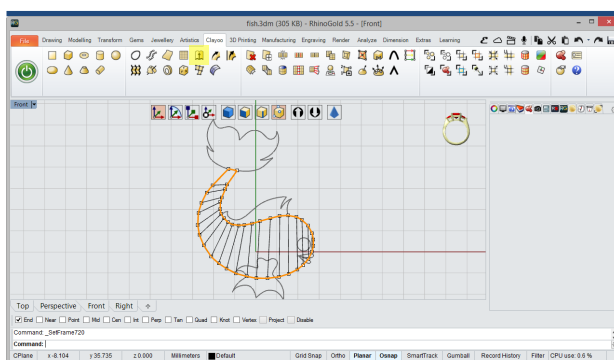 fish.3dm (305 KB) - RhinoGold 5.5 - [Front]
File Drawing Modelling Transform Gems Jewellery Artistics Clayoo 3D Printing Manufacturing Engraving Render Analyze Dimension Extras Learning
Front
Top Perspective Front Right
End Near Point Mid Cen Int Perp Tan Quad Knot Vertex Project Disable
Command: _SetFrame720
Command:
CPlane x -8.104 y 35.735 z 0.000 Millimeters Default Grid Snap Ortho Planar Osnap SmartTrack Gumball Record History Filter CPU use: 0.6 %